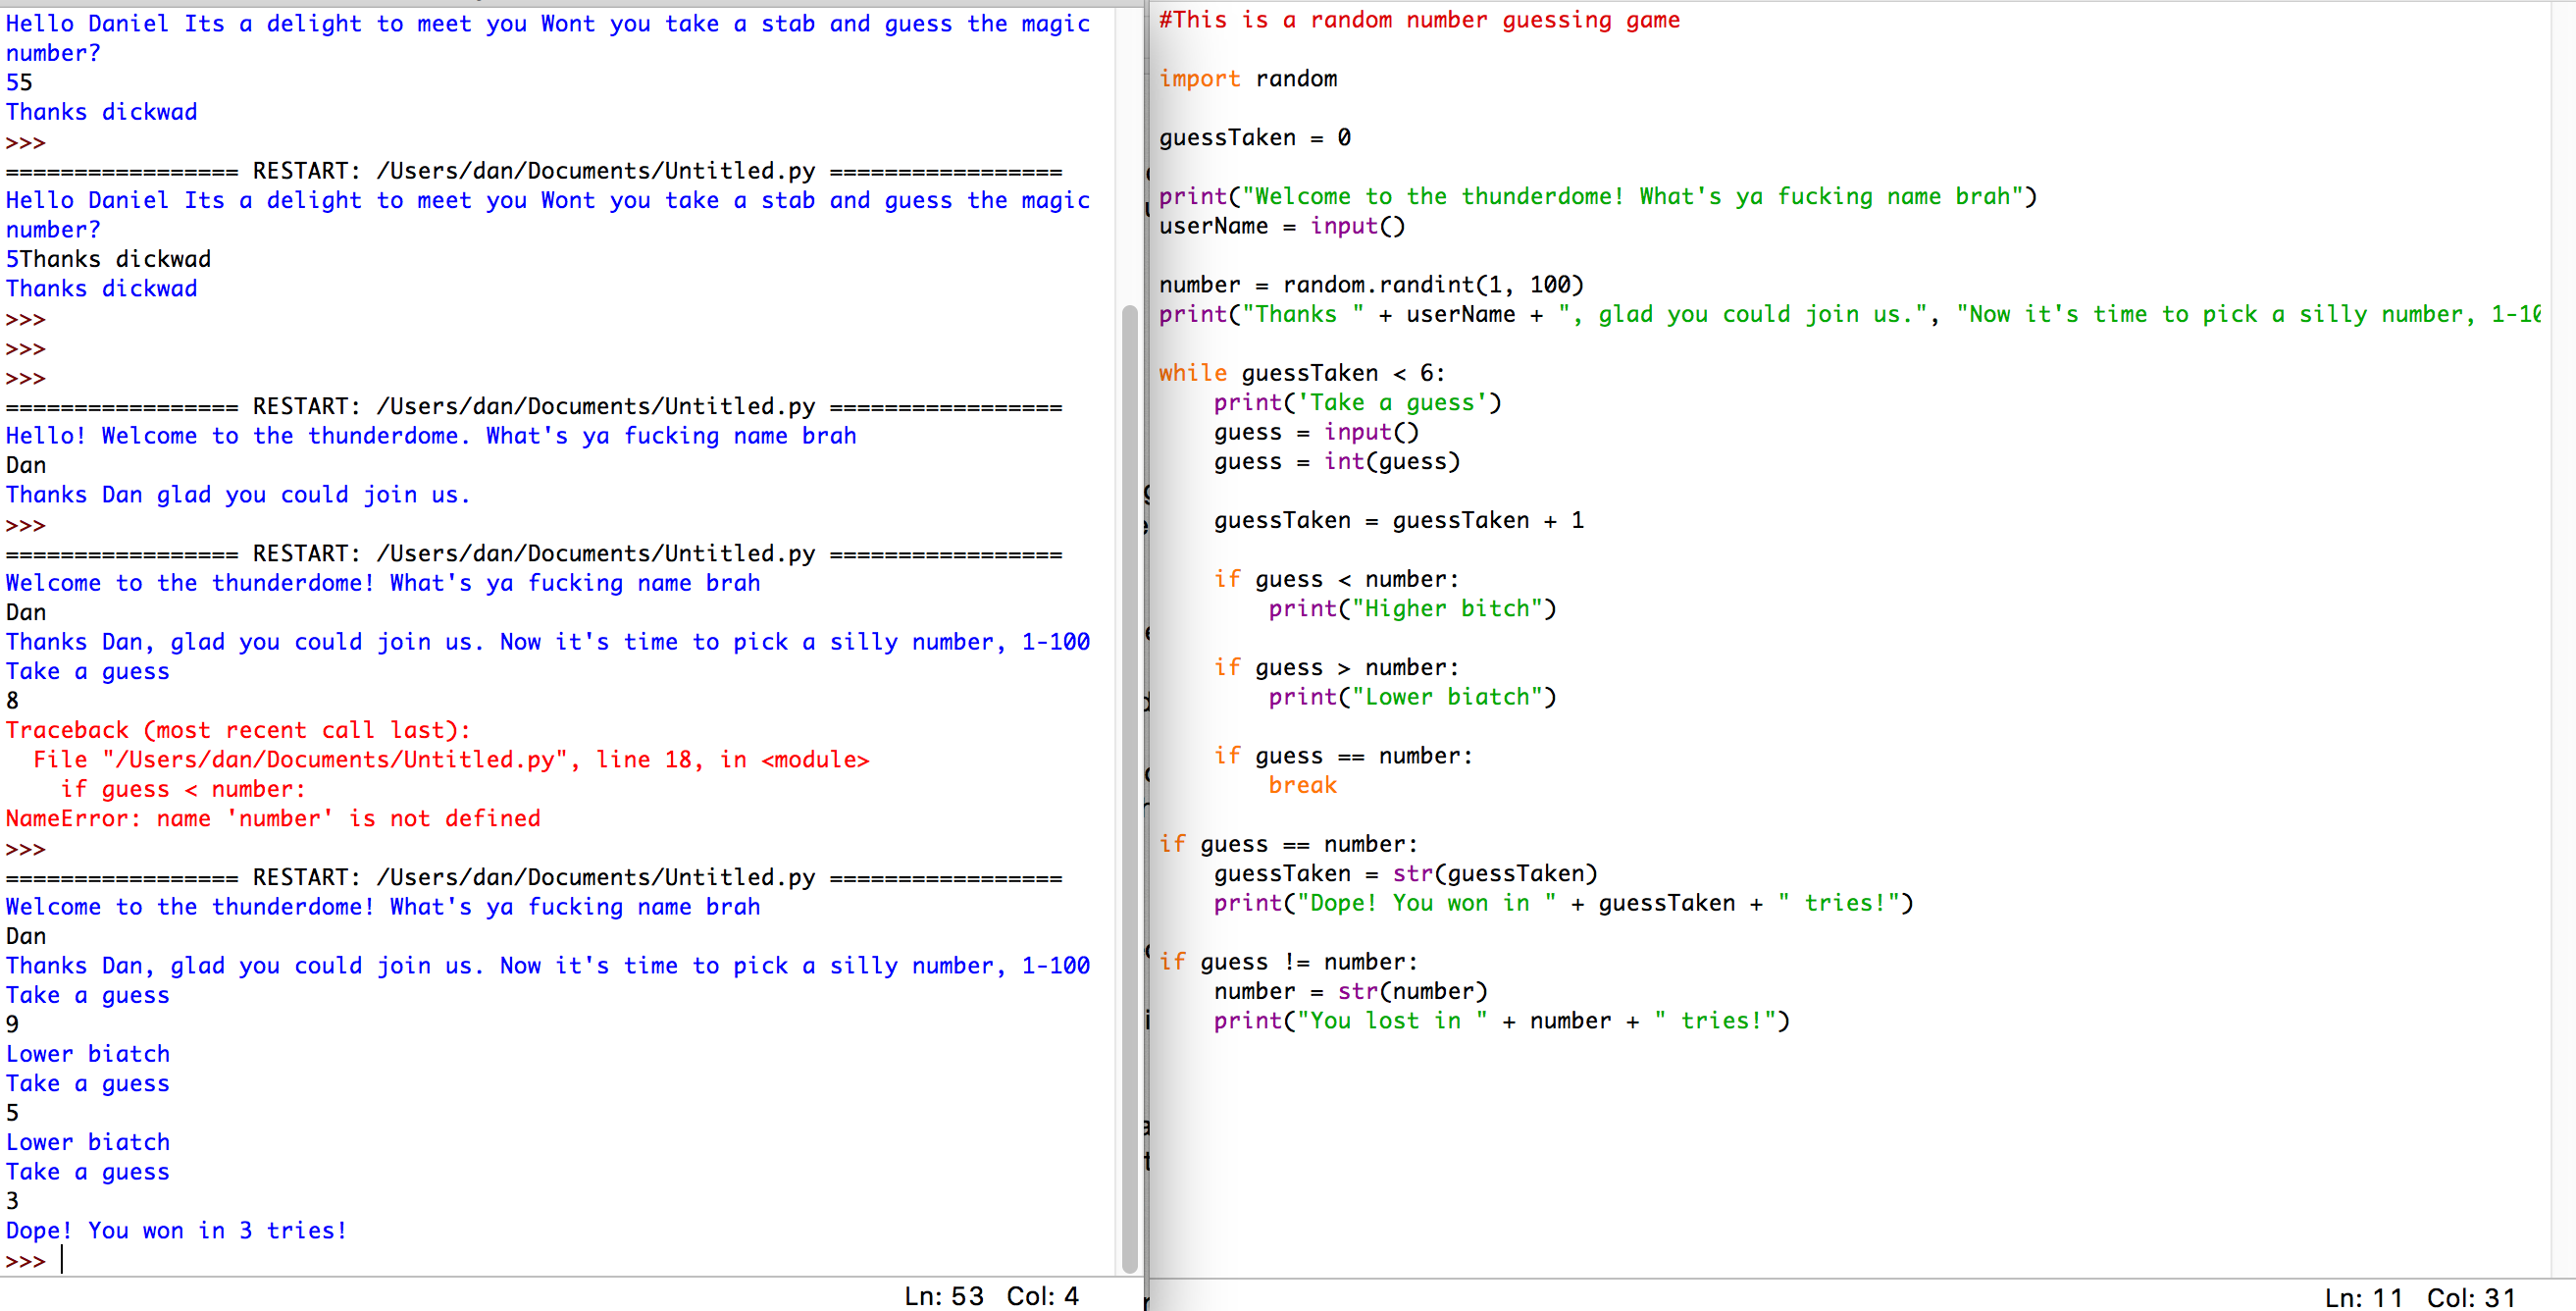 Hello Daniel Its a delight to meet you Wont you take a stab and guess the magic
number?
55
Thanks dickwad
>>>
================= RESTART: /Users/dan/Documents/Untitled.py =================
Hello Daniel Its a delight to meet you Wont you take a stab and guess the magic
number?
5Thanks dickwad
Thanks dickwad
>>>
>>>
>>>
================= RESTART: /Users/dan/Documents/Untitled.py =================
Hello! Welcome to the thunderdome. What's ya fucking name brah
Dan
Thanks Dan glad you could join us.
>>>
================= RESTART: /Users/dan/Documents/Untitled.py =================
Welcome to the thunderdome! What's ya fucking name brah
Dan
Thanks Dan, glad you could join us. Now it's time to pick a silly number, 1-100
Take a guess
8
Traceback (most recent call last):
  File "/Users/dan/Documents/Untitled.py", line 18, in <module>
    if guess < number:
NameError: name 'number' is not defined
>>>
================= RESTART: /Users/dan/Documents/Untitled.py =================
Welcome to the thunderdome! What's ya fucking name brah
Dan
Thanks Dan, glad you could join us. Now it's time to pick a silly number, 1-100
Take a guess
9
Lower biatch
Take a guess
5
Lower biatch
Take a guess
3
Dope! You won in 3 tries!
>>>
Ln: 53 Col: 4
#This is a random number guessing game
import random
guessTaken = 0
print("Welcome to the thunderdome! What's ya fucking name brah")
userName = input()
number = random.randint(1, 100)
print("Thanks " + userName + ", glad you could join us.", "Now it's time to pick a silly number, 1-10
while guessTaken < 6:
    print('Take a guess')
    guess = input()
    guess = int(guess)
    guessTaken = guessTaken + 1
    if guess < number:
        print("Higher bitch")
    if guess > number:
        print("Lower biatch")
    if guess == number:
        break
if guess == number:
    guessTaken = str(guessTaken)
    print("Dope! You won in " + guessTaken + " tries!")
if guess != number:
    number = str(number)
    print("You lost in " + number + " tries!")
Ln: 11 Col: 31